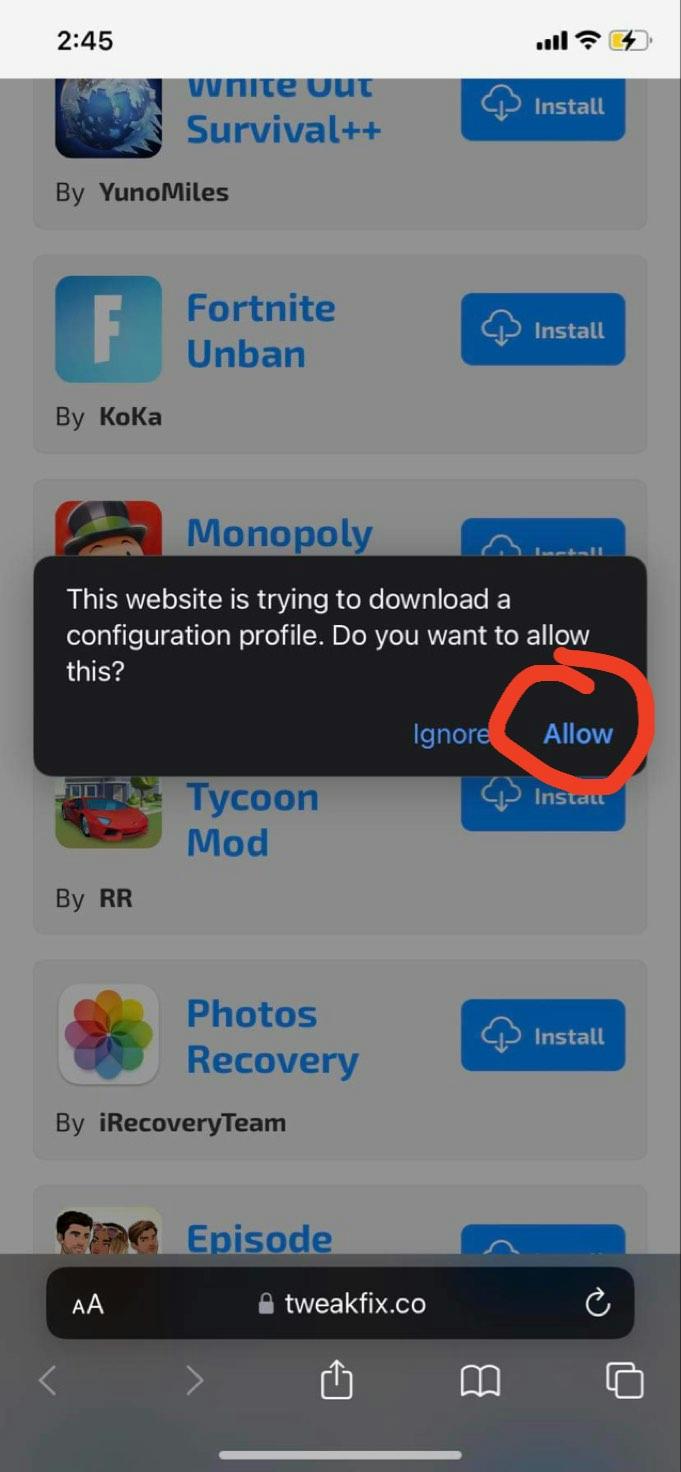 2:45
White Out
Survival++
Install
By YunoMiles
F
Fortnite
Unban
Install
By KoKa
Monopoly
Install
This website is trying to download a
configuration profile. Do you want to allow
this?
Ignore
Allow
Tycoon
Mod
Install
By RR
Photos
Recovery
Install
By iRecoveryTeam
Episode
AA
tweakfix.co